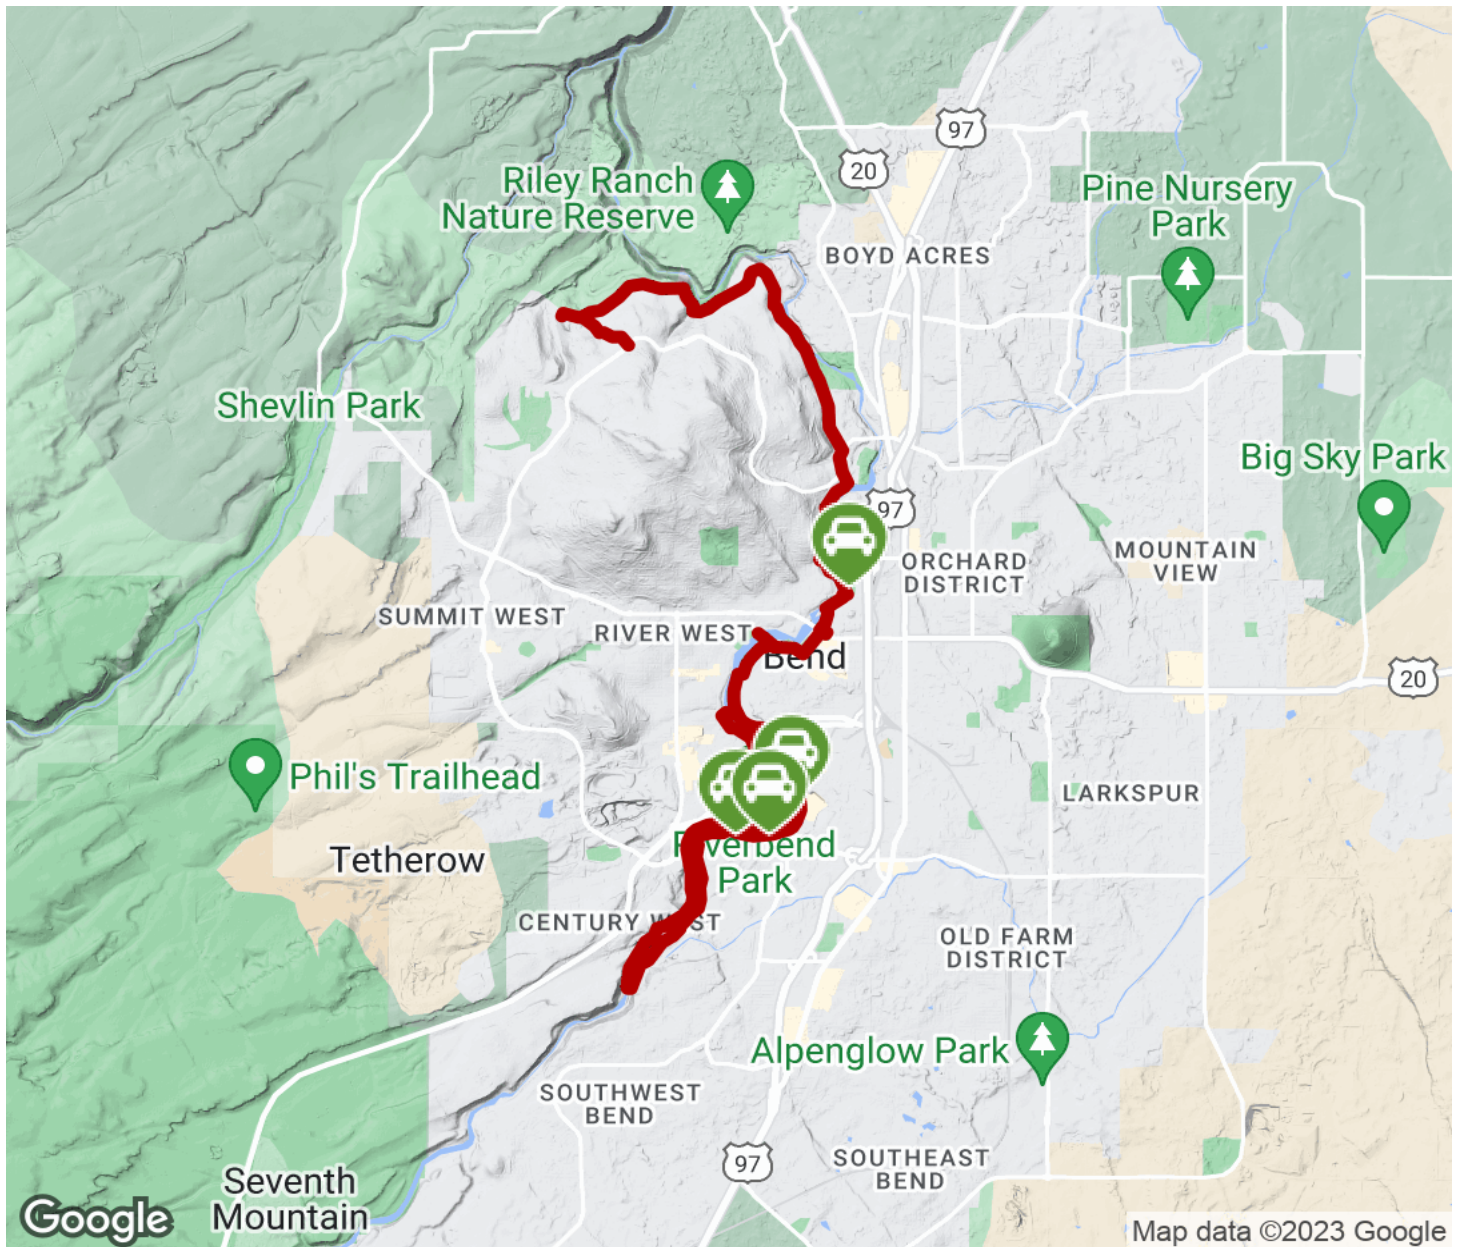 97
20
Riley Ranch
Nature Reserve
Pine Nursery
Park
BOYD ACRES
Shevlin Park
Big Sky Park
97
ORCHARD
DISTRICT
MOUNTAIN
VIEW
SUMMIT WEST
RIVER WEST
Bend
20
Phil's Trailhead
LARKSPUR
Tetherow
Riverbend
Park
CENTURY WEST
OLD FARM
DISTRICT
Alpenglow Park
SOUTHWEST
BEND
97
SOUTHEAST
BEND
Seventh
Mountain
Google
Map data ©2023 Google